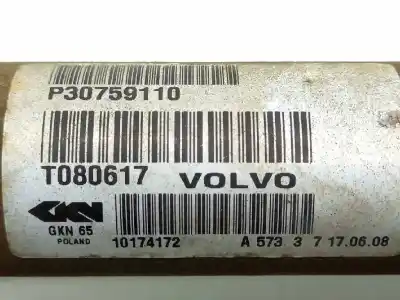 P30759110
T080617 VOLVO
GKN
GKN 65
POLAND
10174172 A 573 3 7 17.06.08